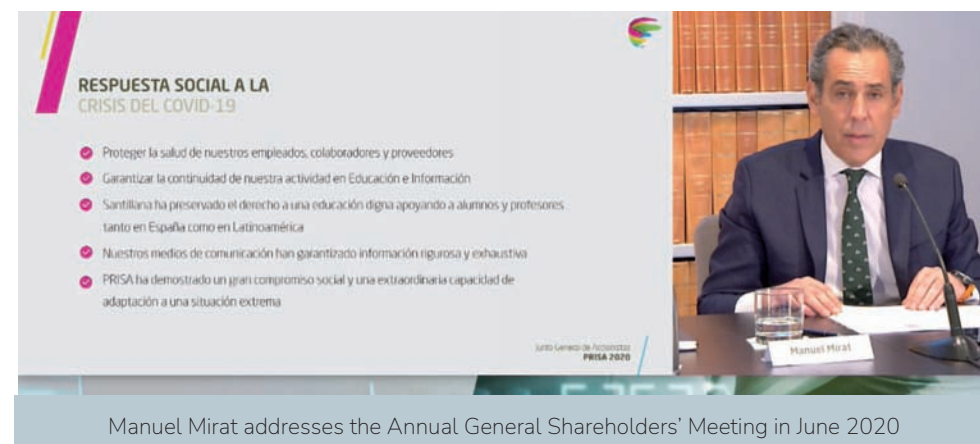 RESPUESTA SOCIAL A LA
CRISIS DEL COVID-19
Proteger la salud de nuestros empleados, colaboradores y proveedores
Garantizar la continuidad de nuestra actividad en Educación e Información
Santillana ha preservado el derecho a una educación digna apoyando a alumnos y profesores
tanto en España como en Latinoamérica
Nuestros medios de comunicación han garantizado información rigurosa y exhaustiva
PRISA ha demostrado un gran compromiso social y una extraordinaria capacidad de
adaptación a una situación extrema
Junta General de Accionistas
PRISA 2020
Manuel Mirat
Manuel Mirat addresses the Annual General Shareholders’ Meeting in June 2020